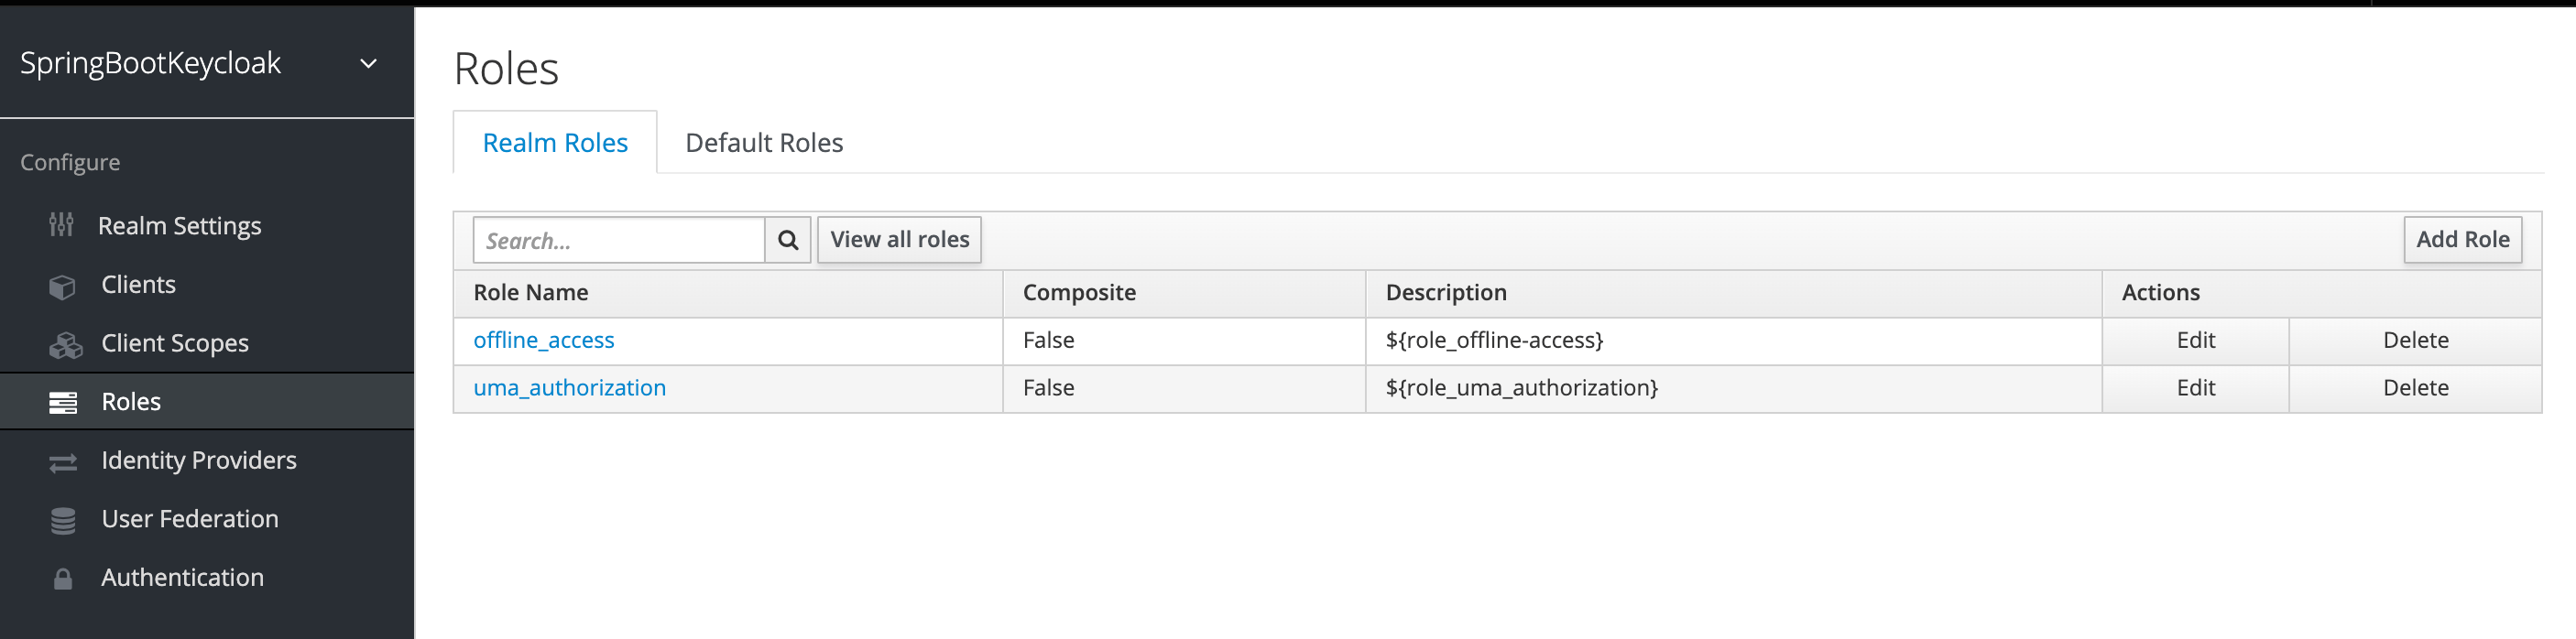 SpringBootKeycloak
Configure
Realm Settings
Clients
Client Scopes
Roles
Identity Providers
User Federation
Authentication
Roles
Realm Roles Default Roles
Search... View all roles Add Role
Role Name Composite Description Actions
offline_access False ${role_offline-access} Edit Delete
uma_authorization False ${role_uma_authorization} Edit Delete